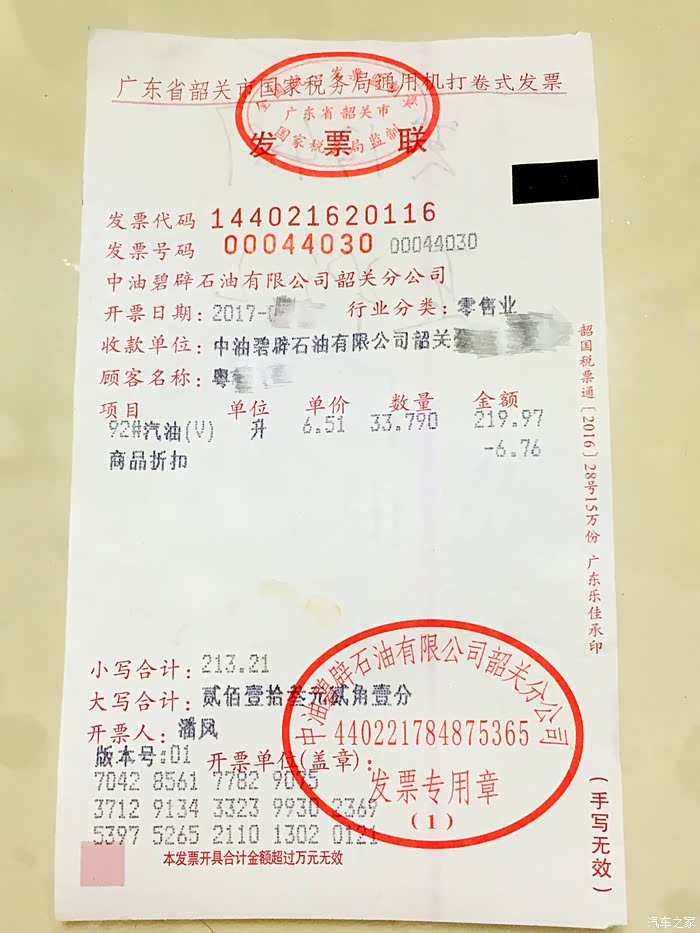 广东省韶关市国家税务局通用机打卷式发票
广东省韶关市
国家税务局监制
发票联
发票代码 144021620116
发票号码 00044030 00044030
中油碧辟石油有限公司韶关分公司
开票日期：2017- 行业分类：零售业
收款单位：中油碧辟石油有限公司韶关
顾客名称：粤
项目 单位 单价 数量 金额
92#汽油(V) 升 6.51 33.790 219.97
商品折扣 -6.76
韶国税票通［2016］28号15万份 广东乐佳承印
小写合计：213.21
大写合计：贰佰壹拾叁元贰角壹分
开票人：潘风
版本号:01 开票单位(盖章)：
7042 8561 7782 9075
3712 9134 3323 9930 2369
5397 5265 2110 1302 0121
本发票开具合计金额超过万元无效
中油碧辟石油有限公司韶关分公司
440221784875365
发票专用章
(1)
(手写无效)
汽车之家